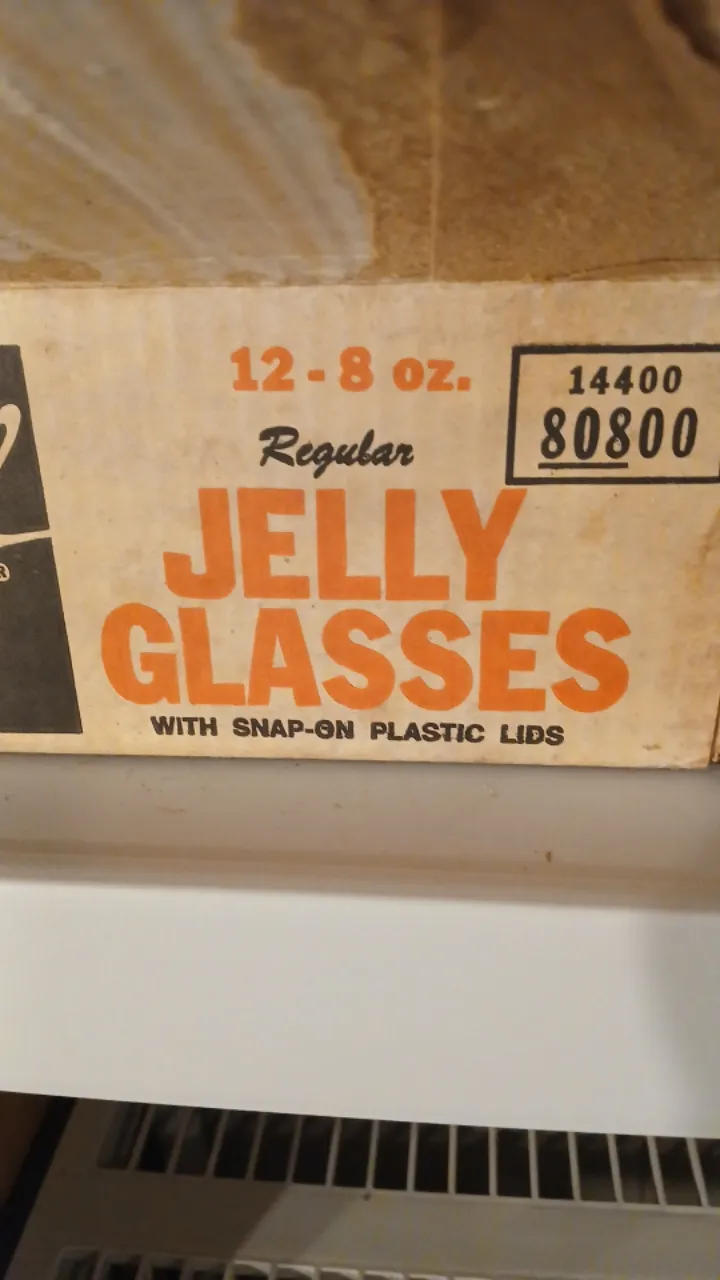 12 - 8 oz.
14400
80800
Regular
JELLY
GLASSES
WITH SNAP-ON PLASTIC LIDS
®